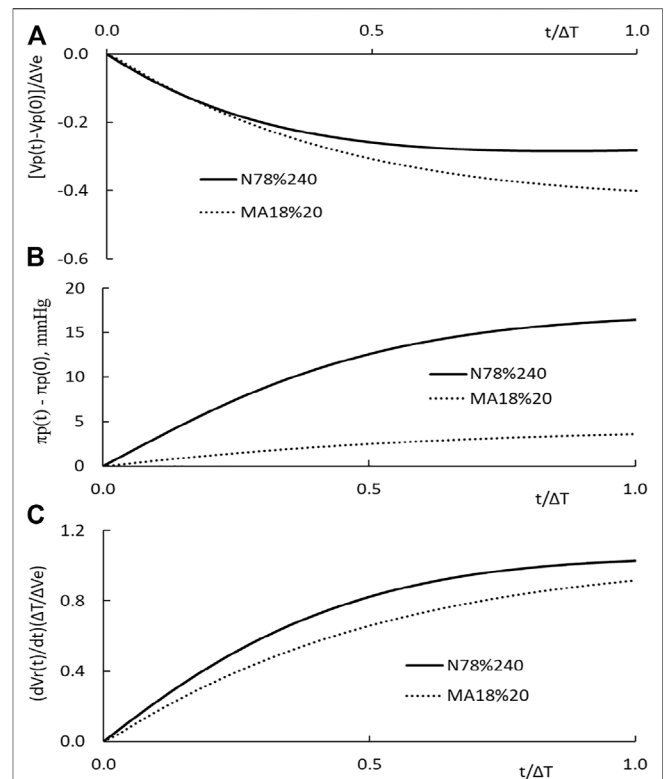 A
0.0
0.5
t/ΔT
1.0
[Vp(t)-Vp(0)]/ΔVe
0.0
-0.2
-0.4
-0.6
N78%240
MA18%20
B
πp(t) - πp(0), mmHg
20
15
10
5
0
N78%240
MA18%20
0.0
0.5
t/ΔT
1.0
C
(dVr(t)/dt)(ΔT/ΔVe)
1.2
0.8
0.4
0.0
N78%240
MA18%20
0.0
0.5
t/ΔT
1.0